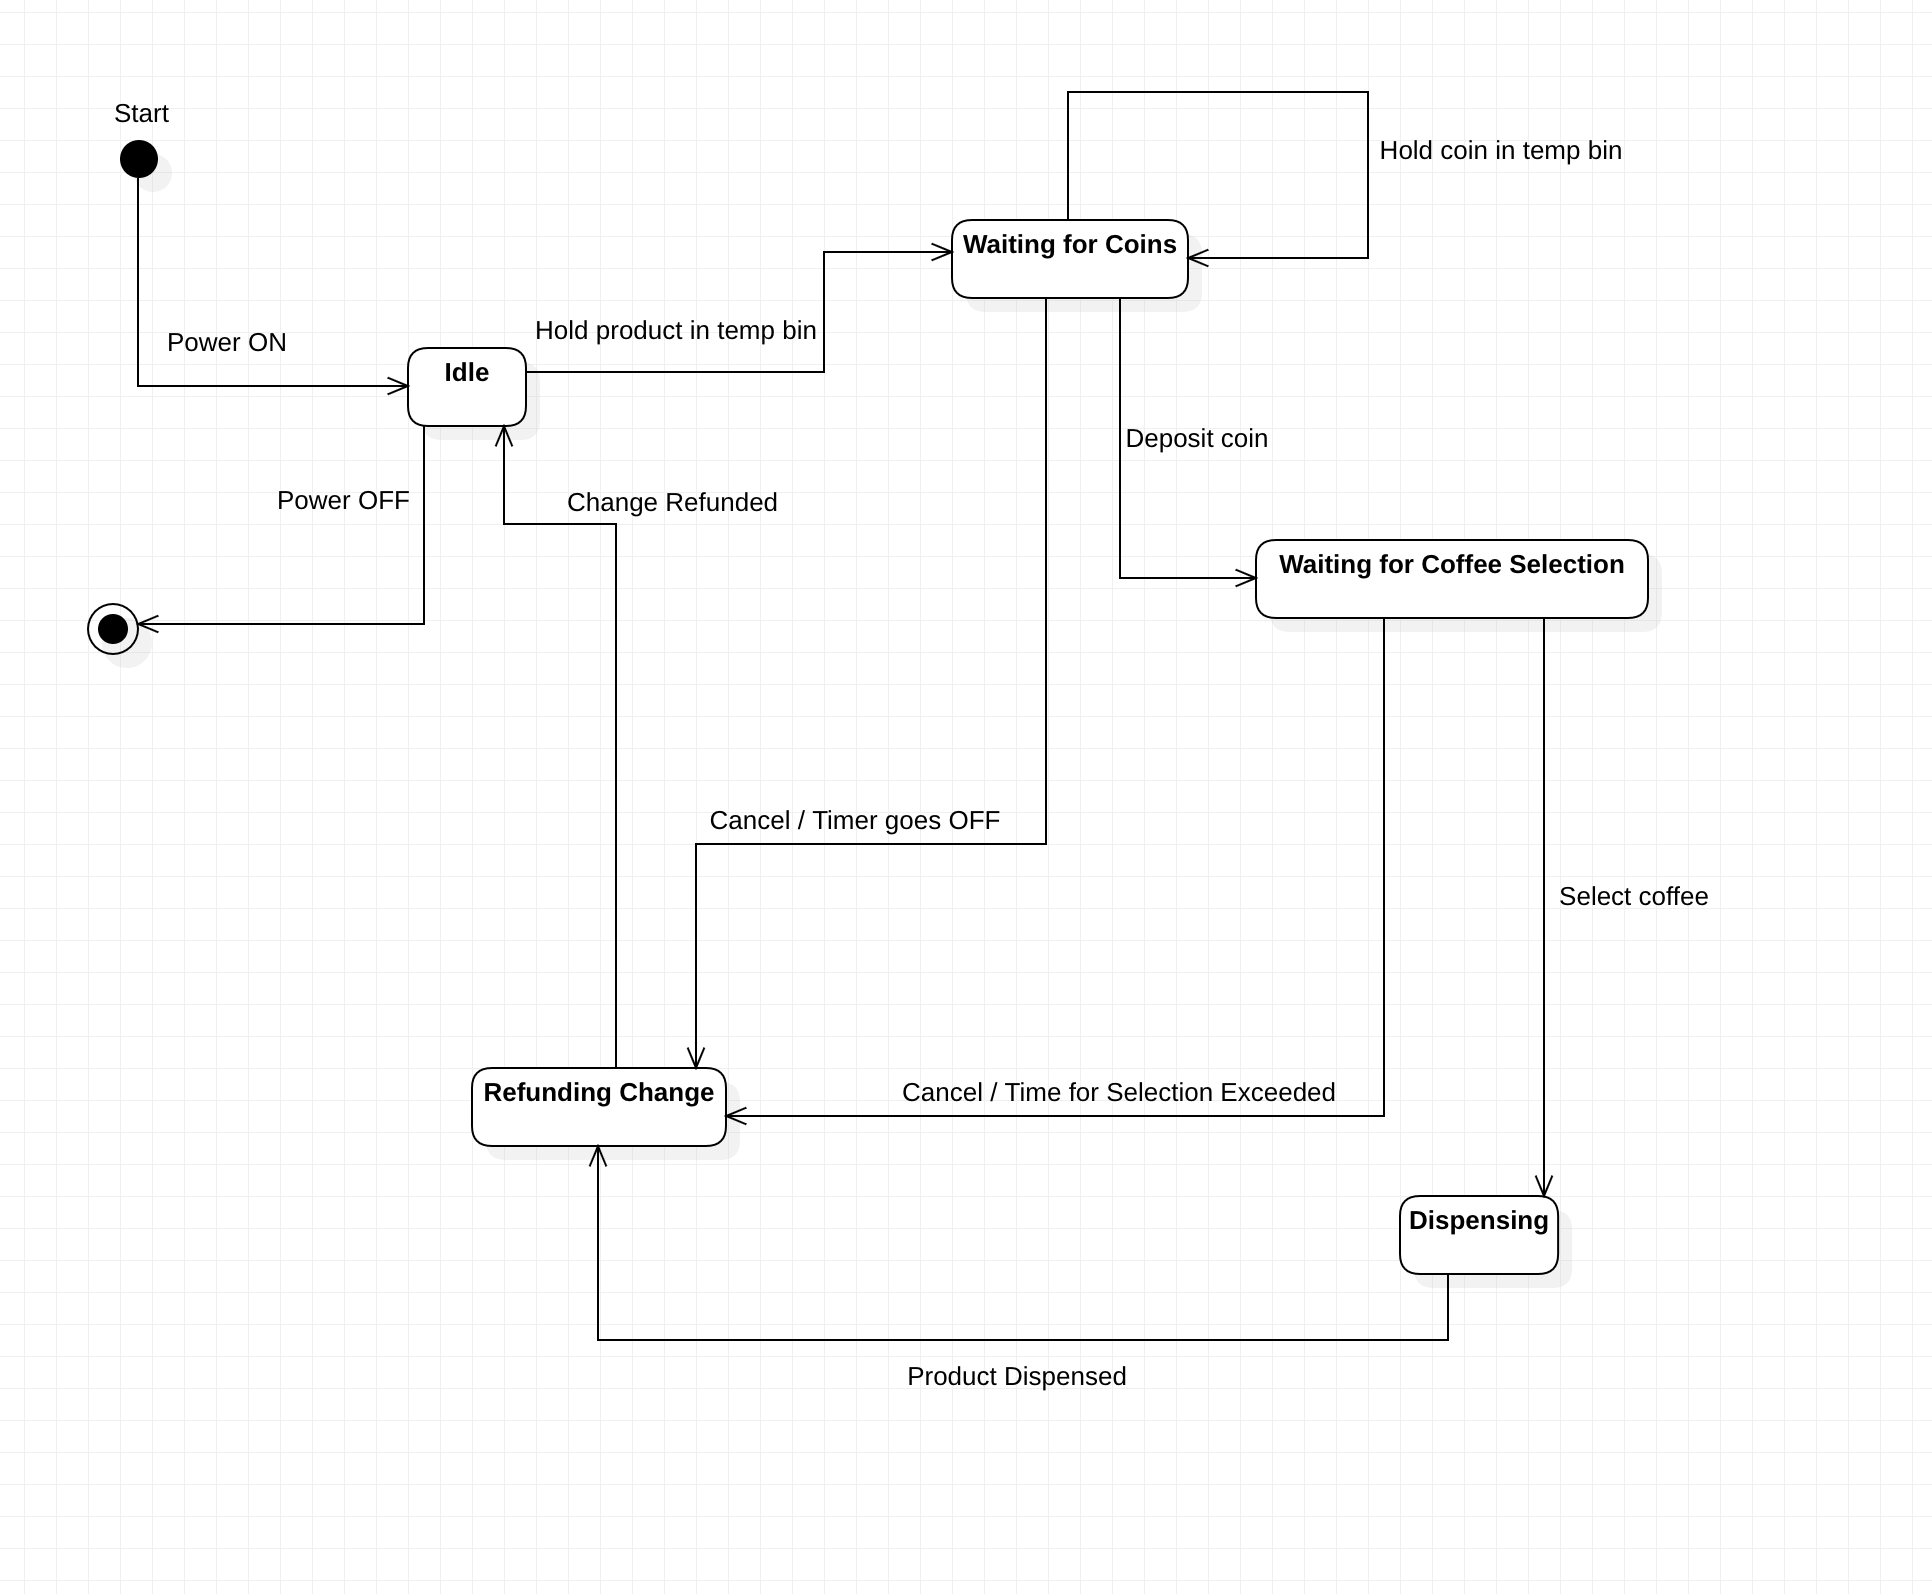 Start
Hold coin in temp bin
Waiting for Coins
Hold product in temp bin
Power ON
Idle
Deposit coin
Power OFF
Change Refunded
Waiting for Coffee Selection
Cancel / Timer goes OFF
Select coffee
Refunding Change
Cancel / Time for Selection Exceeded
Dispensing
Product Dispensed